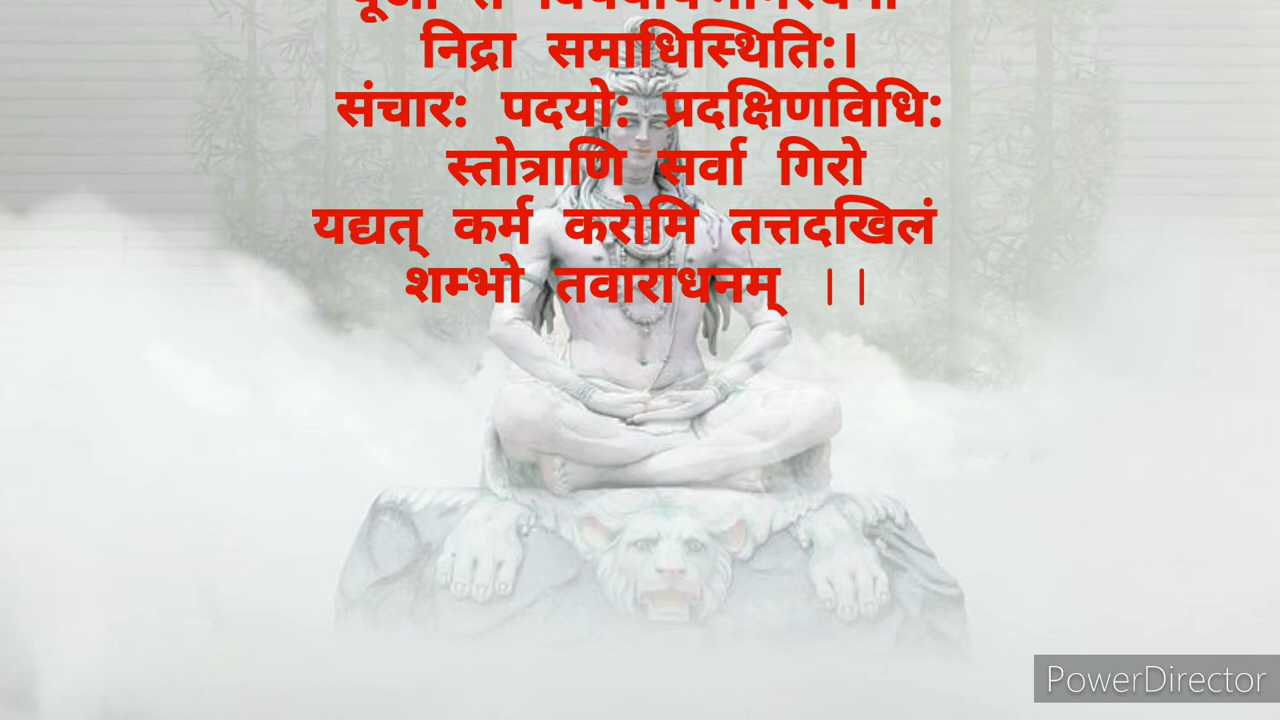 निद्रा समाधिस्थिति:।
संचार: पदयो: प्रदक्षिणविधि:
स्तोत्राणि सर्वा गिरो
यद्यत् कर्म करोमि तत्तदखिलं
शम्भो तवाराधनम् ।।
PowerDirector